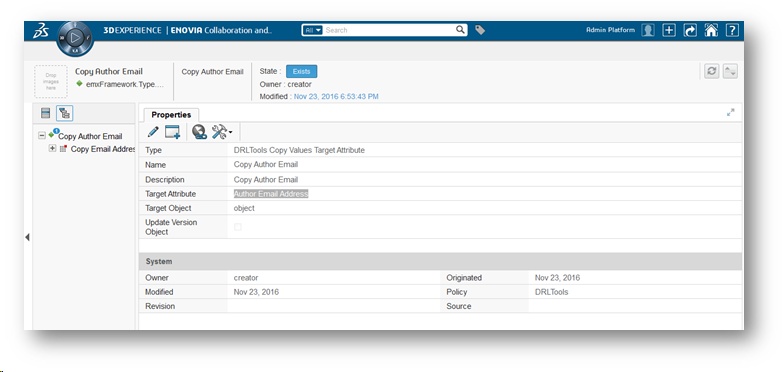 3DEXPERIENCE | ENOVIA Collaboration and..
All
Search
Admin Platform
Drop images here
Copy Author Email
emxFramework.Type....
Copy Author Email
State : Exists
Owner : creator
Modified : Nov 23, 2016 6:53:43 PM
Copy Author Email
Copy Email Addres
Properties
Type DRLTools Copy Values Target Attribute
Name Copy Author Email
Description Copy Author Email
Target Attribute Author Email Address
Target Object object
Update Version
Object
System
Owner creator Originated Nov 23, 2016
Modified Nov 23, 2016 Policy DRLTools
Revision Source